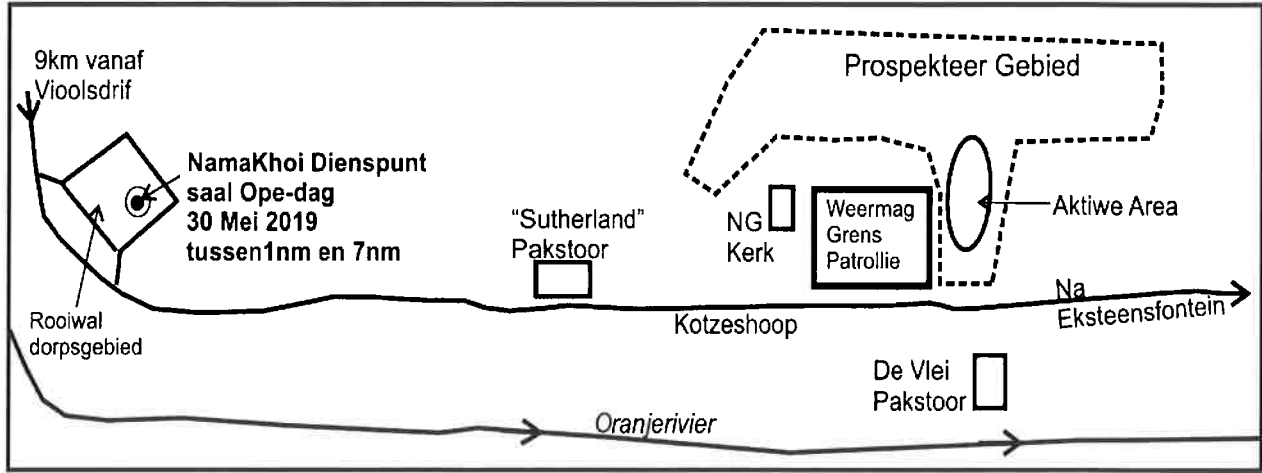 9km vanaf
Vioolsdrif
Prospekteer Gebied
NamaKhoi Dienspunt
saal Ope-dag
30 Mei 2019
tussen1nm en 7nm
"Sutherland"
Pakstoor
NG
Kerk
Weermag
Grens
Patrollie
Aktiwe Area
Rooiwal
dorpsgebied
Kotzeshoop
Na
Eksteensfontein
De Vlei
Pakstoor
Oranjerivier